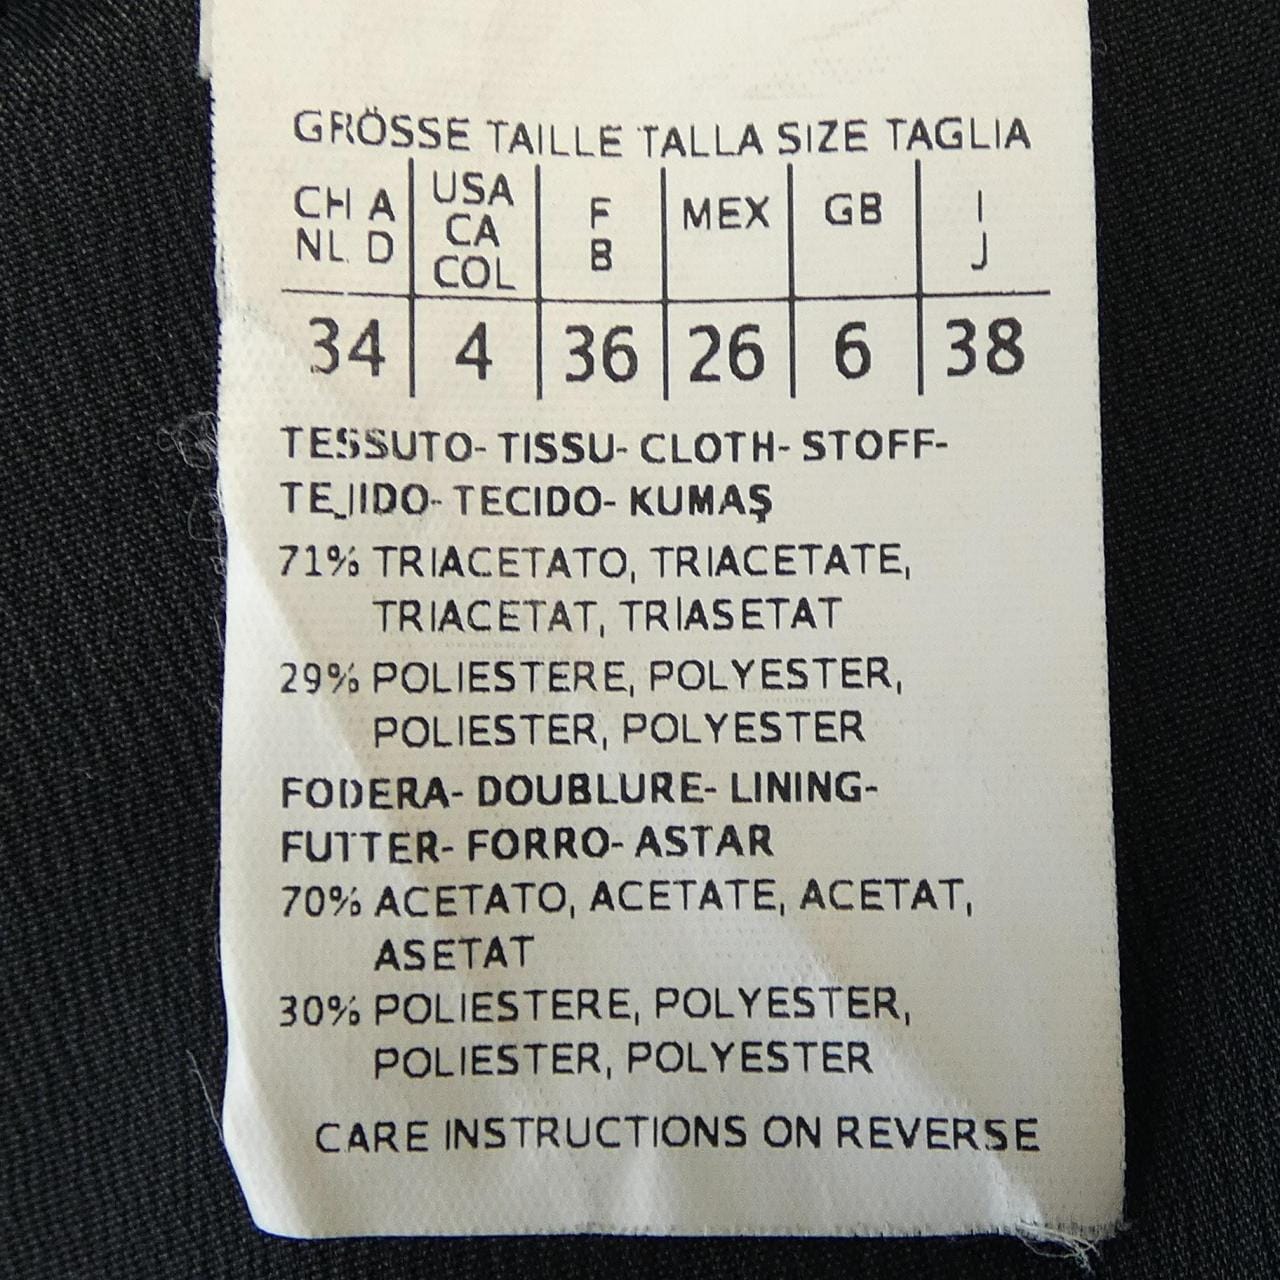 GRÖSSE TAILLE TALLA SIZE TAGLIA
CH A USA F MEX GB I
NL D CA B J
COL
34 4 36 26 6 38
TESSUTO- TISSU- CLOTH- STOFF-
TEJIDO- TECIDO- KUMAŞ
71% TRIACETATO, TRIACETATE,
TRIACETAT, TRIASETAT
29% POLIESTERE, POLYESTER,
POLIESTER, POLYESTER
FODERA- DOUBLURE- LINING-
FUTTER- FORRO- ASTAR
70% ACETATO, ACETATE, ACETAT,
ASETAT
30% POLIESTERE, POLYESTER,
POLIESTER, POLYESTER
CARE INSTRUCTIONS ON REVERSE